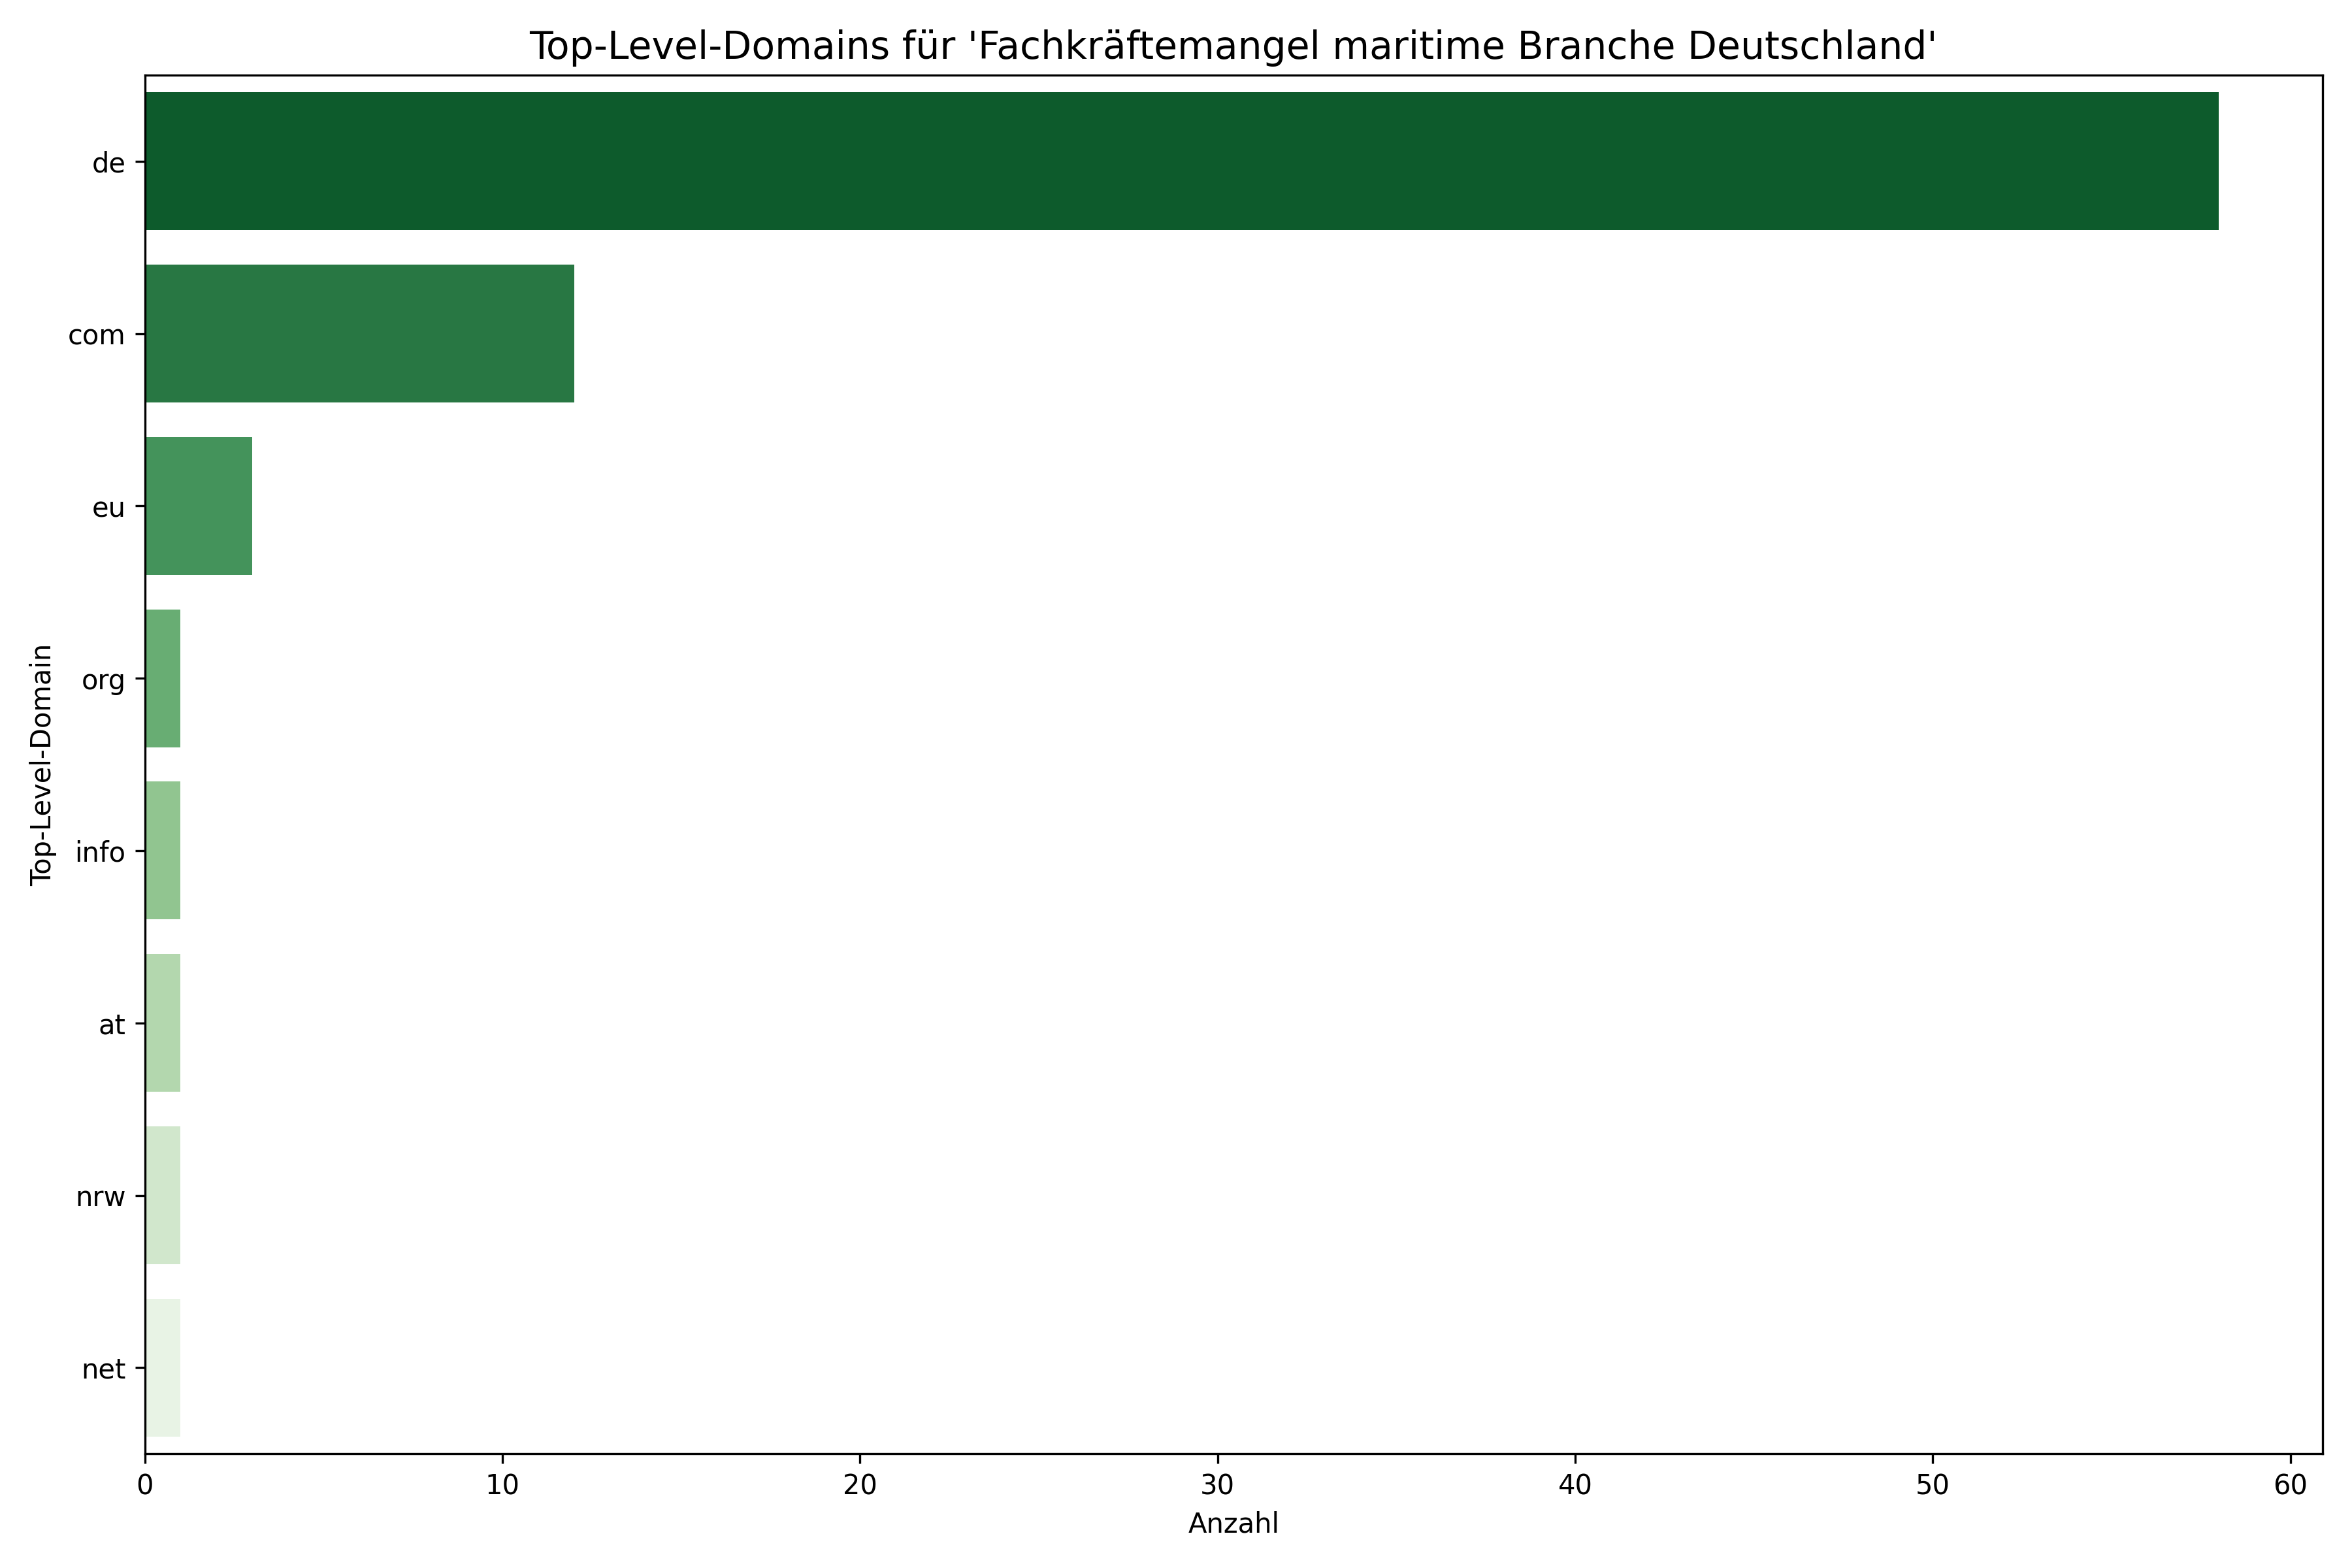 Top-Level-Domains für 'Fachkräftemangel maritime Branche Deutschland'
Top-Level-Domain
de
com
eu
org
info
at
nrw
net
0 10 20 30 40 50 60
Anzahl